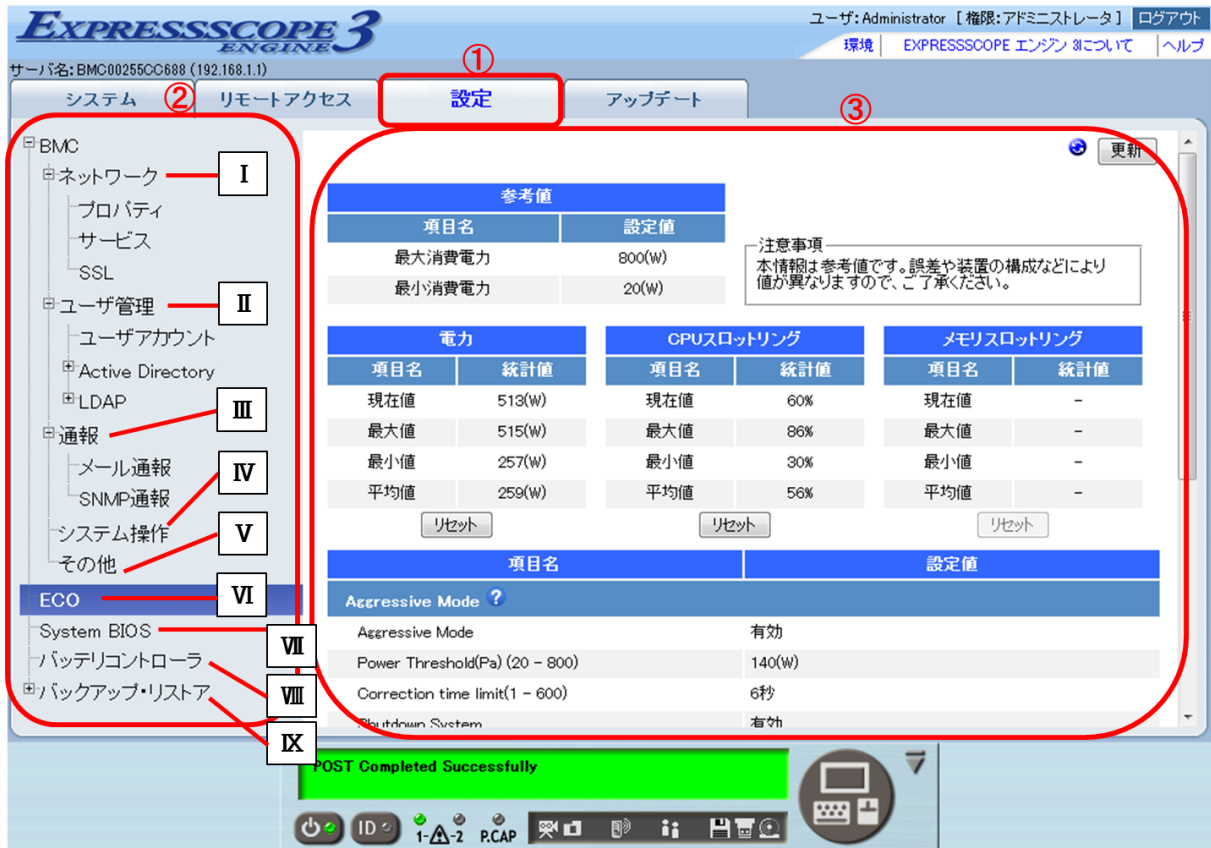 EXPRESSSCOPE
ENGINE 3
ユーザ: Administrator [ 権限: アドミニストレータ ] ログアウト
環境 EXPRESSSCOPE エンジン 3について ヘルプ
サーバ名: BMC00255CC688 (192.168.1.1)
①
② ③
システム リモートアクセス 設定 アップデート
BMC
ネットワーク Ⅰ
プロパティ
サービス
SSL
ユーザ管理 Ⅱ
ユーザアカウント
Active Directory
LDAP
通報 Ⅲ
メール通報
SNMP通報
システム操作 Ⅳ
その他 Ⅴ
ECO Ⅵ
System BIOS Ⅶ
バッテリコントローラ Ⅷ
バックアップ・リストア Ⅸ
更新
参考値
項目名 設定値
最大消費電力 800(W)
最小消費電力 20(W)
注意事項
本情報は参考値です。誤差や装置の構成などにより
値が異なりますので、ご了承ください。
電力 CPUスロットリング メモリスロットリング
項目名 統計値 項目名 統計値 項目名 統計値
現在値 513(W) 現在値 60% 現在値 -
最大値 515(W) 最大値 86% 最大値 -
最小値 257(W) 最小値 30% 最小値 -
平均値 259(W) 平均値 56% 平均値 -
リセット リセット リセット
項目名 設定値
Aggressive Mode ?
Aggressive Mode 有効
Power Threshold(Pa) (20 - 800) 140(W)
Correction time limit(1 - 600) 6秒
Shutdown System 有効
POST Completed Successfully
ID 1- -2 P.CAP